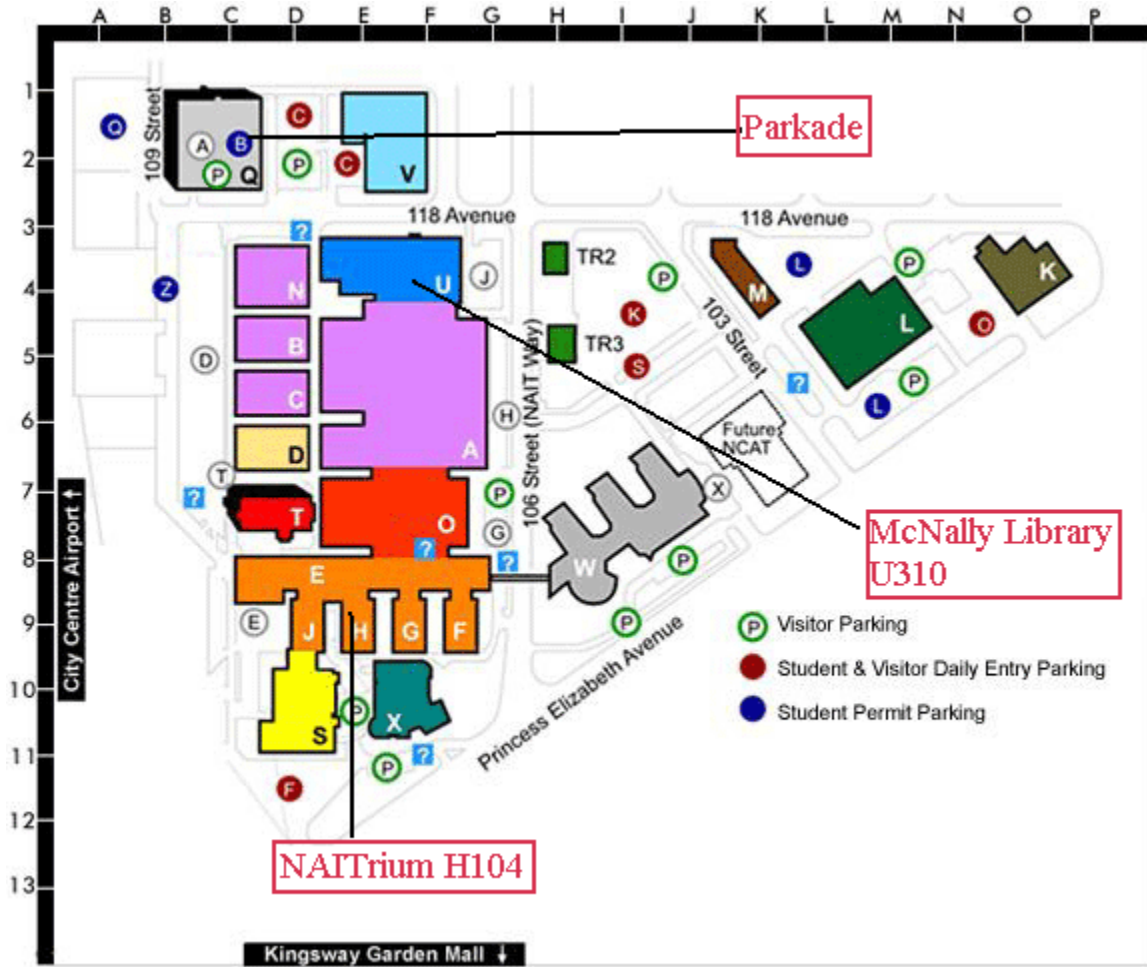 A B C D E F G H I J K L M N O P
1
2
3
4
5
6
7
8
9
10
11
12
13
Q
109 Street
A
B
P
Q
C
P
C
V
Parkade
118 Avenue
118 Avenue
?
N
U
J
TR2
P
K
M
L
P
K
Z
B
D
TR3
S
103 Street
L
O
?
P
L
C
H
106 Street (NAIT Way)
A
Future
NCAT
D
T
?
T
O
P
G
X
?
?
W
P
McNally Library
U310
E
E
J
H
G
F
P
Princess Elizabeth Avenue
P Visitor Parking
Student & Visitor Daily Entry Parking
Student Permit Parking
City Centre Airport ↑
S
P
X
?
P
F
NAITrium H104
Kingsway Garden Mall ↓